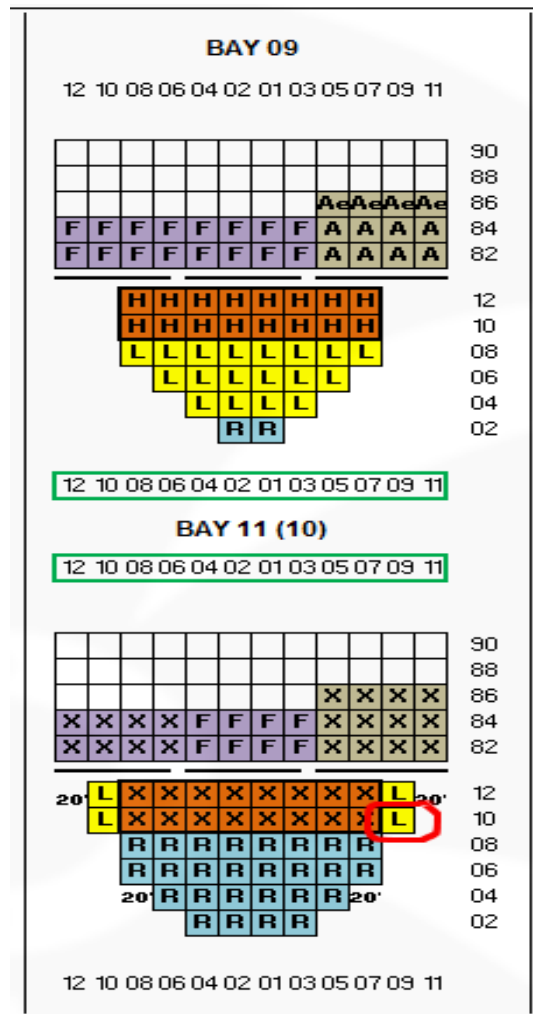 BAY 09
12 10 08 06 04 02 01 03 05 07 09 11
90
88
Ae Ae Ae Ae 86
F F F F F F F F A A A A 84
F F F F F F F F A A A A 82
H H H H H H H H 12
H H H H H H H H 10
L L L L L L L L 08
L L L L L L 06
L L L L 04
R R 02
12 10 08 06 04 02 01 03 05 07 09 11
BAY 11 (10)
12 10 08 06 04 02 01 03 05 07 09 11
90
88
X X X X 86
X X X X F F F F X X X X 84
X X X X F F F F X X X X 82
20' L X X X X X X X X L 20' 12
L X X X X X X X X L 10
R R R R R R R R 08
R R R R R R R R 06
20' R R R R R R 20' 04
R R R R 02
12 10 08 06 04 02 01 03 05 07 09 11